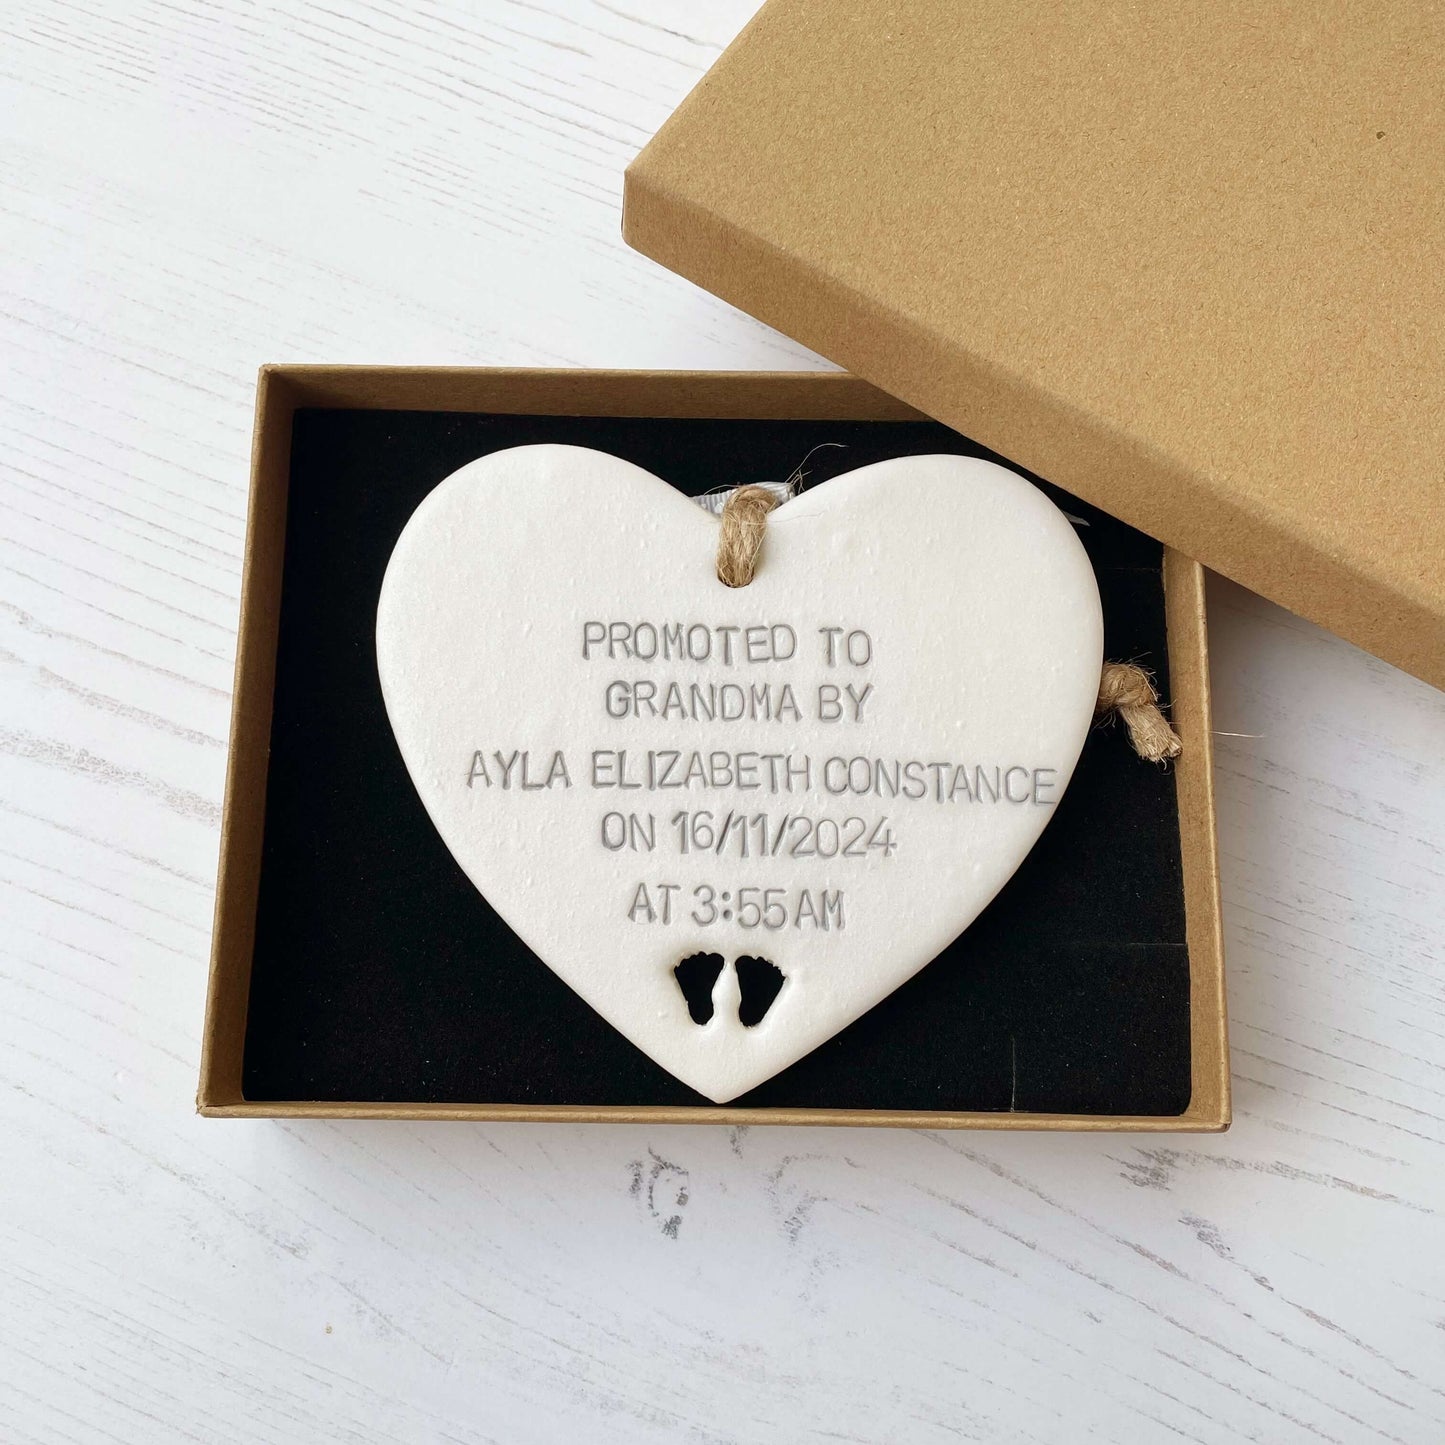 PROMOTED TO
GRANDMA BY
AYLA ELIZABETH CONSTANCE
ON 16/11/2024
AT 3:55AM